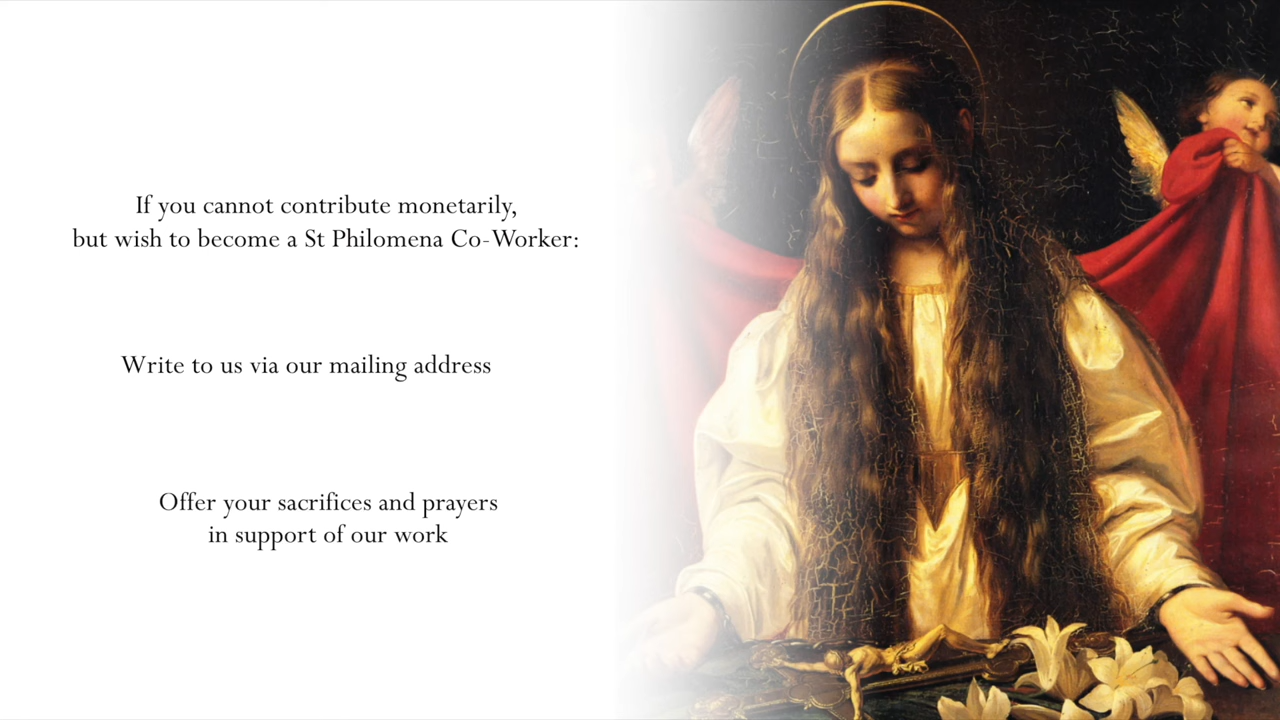 If you cannot contribute monetarily,
but wish to become a St Philomena Co-Worker:
Write to us via our mailing address
Offer your sacrifices and prayers
in support of our work